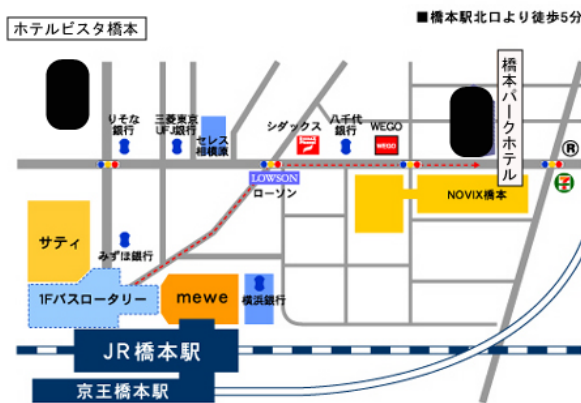 ■橋本駅北口より徒歩5分
ホテルビスタ橋本
橋本パークホテル
りそな
銀行
三菱東京
UFJ銀行
セレス
相模原
シダックス
八千代
銀行
WEGO
WEGO
LOWSON
ローソン
NOVIX橋本
®
7
サティ
みずほ銀行
1Fバスロータリー
mewe
横浜銀行
JR橋本駅
京王橋本駅